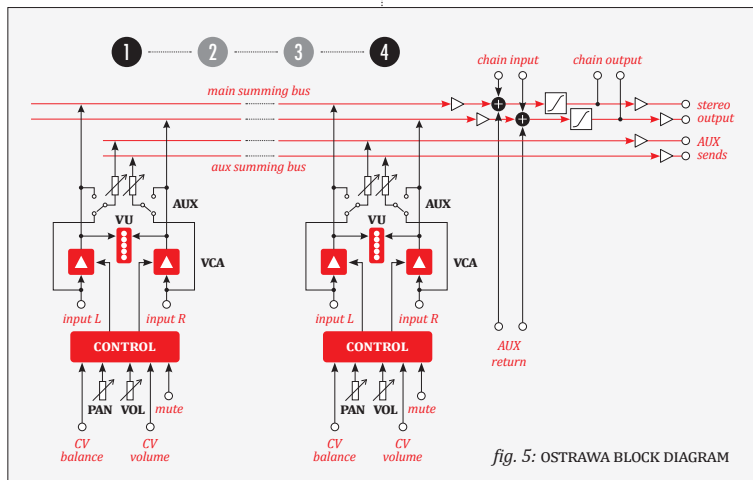 1 2 3 4
chain input chain output
main summing bus
stereo
output
AUX
sends
aux summing bus
AUX AUX
VU VU
VCA VCA
input L input R input L input R
CONTROL CONTROL
AUX
return
PAN VOL mute PAN VOL mute
CV CV CV CV
balance volume balance volume
fig. 5: OSTRAWA BLOCK DIAGRAM